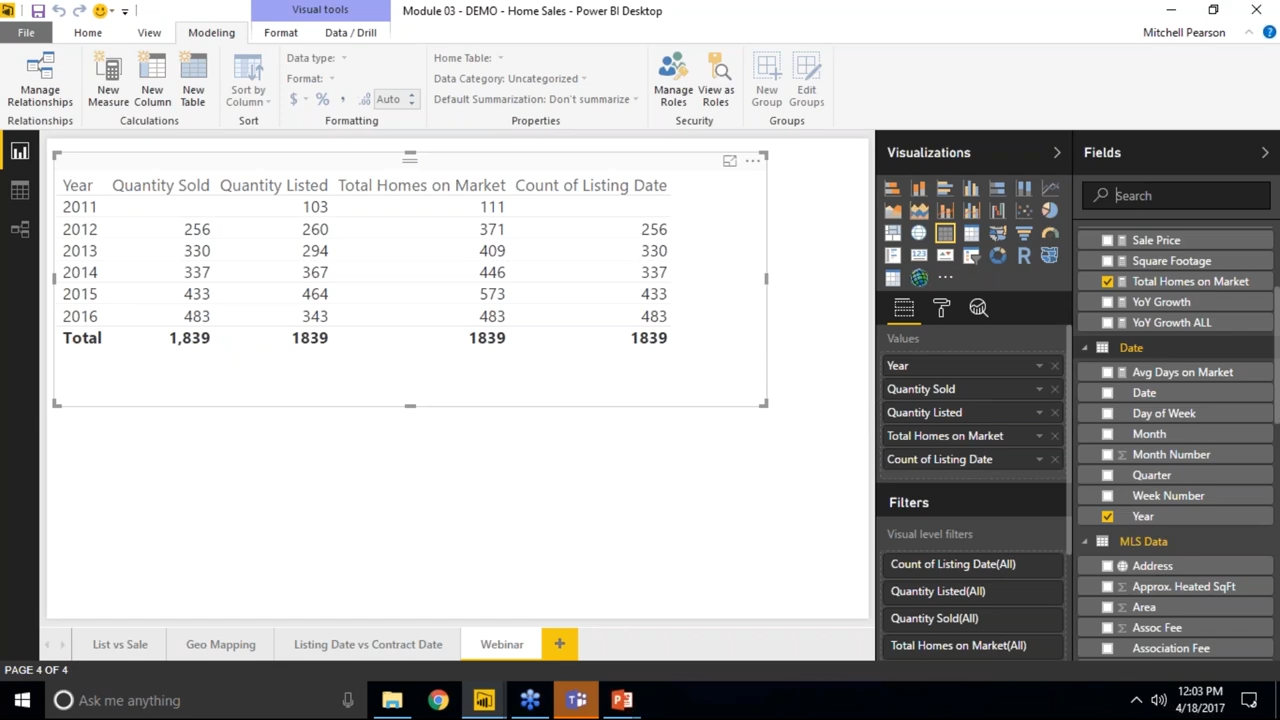 Visual tools
Module 03 - DEMO - Home Sales - Power BI Desktop
File Home View Modeling Format Data / Drill
Mitchell Pearson
Manage Relationships
New Measure
New Column
New Table
Sort by Column
Data type:
Format:
$ % , Auto
Home Table:
Data Category: Uncategorized
Default Summarization: Don't summarize
Manage Roles
View as Roles
New Group
Edit Groups
Relationships Calculations Sort Formatting Properties Security Groups
Year Quantity Sold Quantity Listed Total Homes on Market Count of Listing Date
2011 103 111
2012 256 260 371 256
2013 330 294 409 330
2014 337 367 446 337
2015 433 464 573 433
2016 483 343 483 483
Total 1,839 1839 1839 1839
Visualizations
R
123
Values
Year
Quantity Sold
Quantity Listed
Total Homes on Market
Count of Listing Date
Filters
Visual level filters
Count of Listing Date(All)
Quantity Listed(All)
Quantity Sold(All)
Total Homes on Market(All)
Fields
Search
Sale Price
Square Footage
Total Homes on Market
YoY Growth
YoY Growth ALL
Date
Avg Days on Market
Date
Day of Week
Month
Σ Month Number
Quarter
Week Number
Year
MLS Data
Address
Σ Approx. Heated SqFt
Σ Area
Σ Assoc Fee
Association Fee
List vs Sale Geo Mapping Listing Date vs Contract Date Webinar +
PAGE 4 OF 4
Ask me anything
12:03 PM
4/18/2017